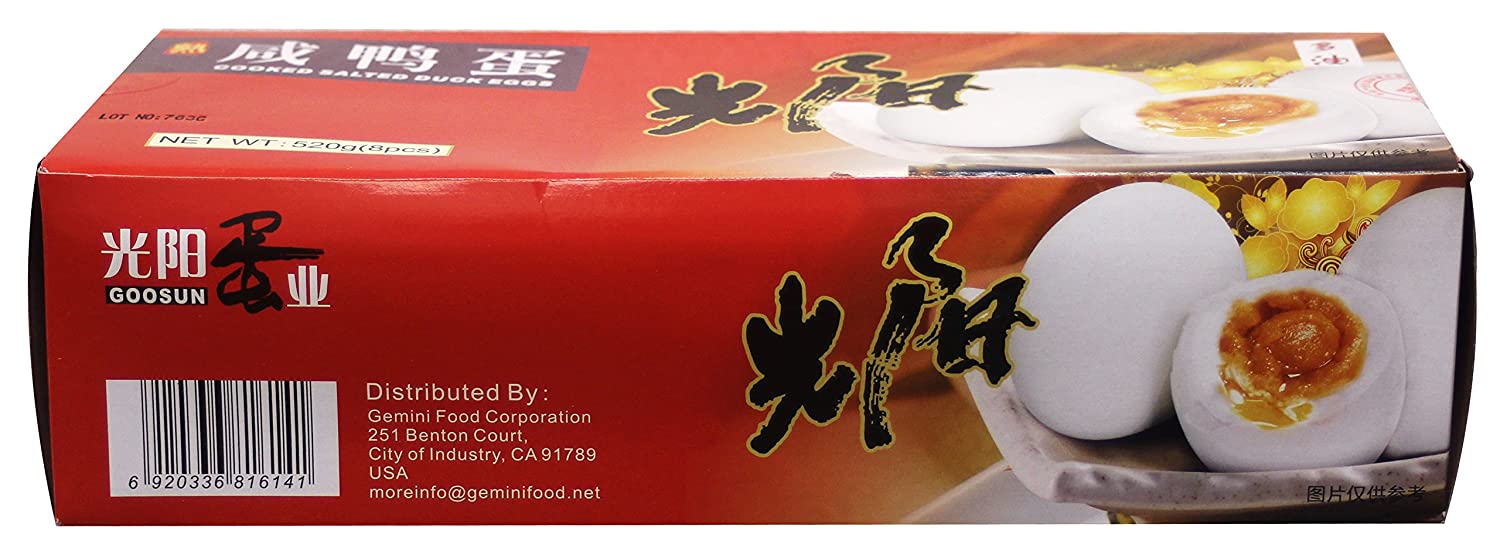 熟 咸鸭蛋
COOKED SALTED DUCK EGGS
LOT NO:763C
NET WT: 520g(8pcs)
光阳
多油
图片仅供参考
光阳蛋业
GOOSUN
光阳
6 920336 816141
Distributed By:
Gemini Food Corporation
251 Benton Court,
City of Industry, CA 91789
USA
moreinfo@geminifood.net
图片仅供参考